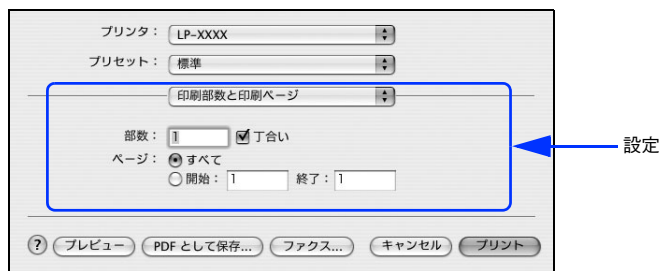 プリンタ： LP-XXXX
プリセット： 標準
印刷部数と印刷ページ
部数： 1 丁合い
ページ： すべて
開始： 1 終了： 1
設定
? プレビュー PDF として保存... ファクス... キャンセル プリント